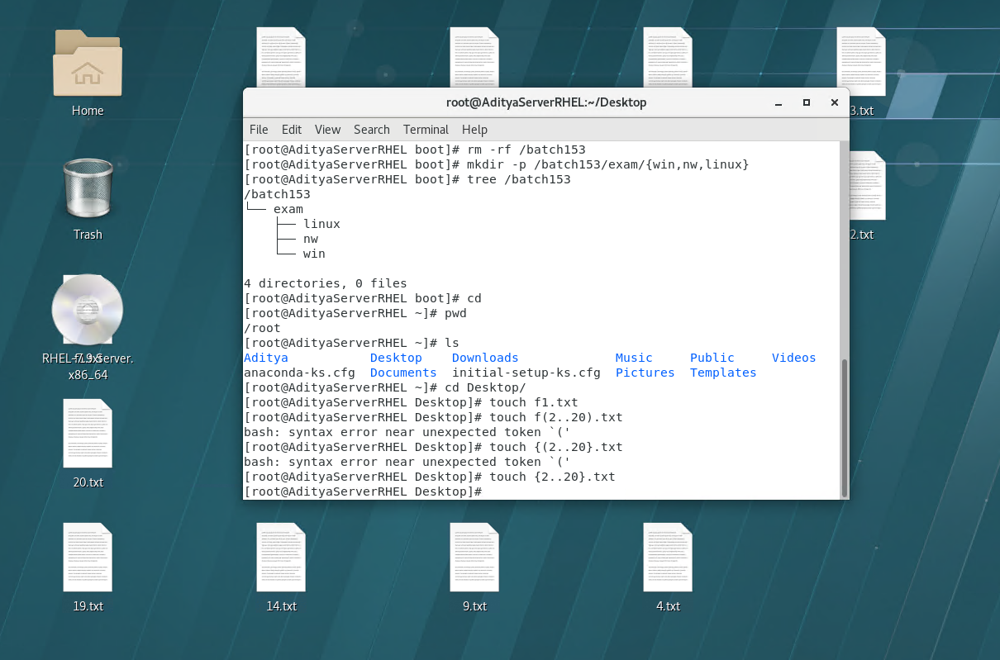 Home
Trash
RHEL-7.9 Server.
x86_64
20.txt
19.txt
14.txt
9.txt
4.txt
3.txt
2.txt
root@AdityaServerRHEL:~/Desktop
File Edit View Search Terminal Help
[root@AdityaServerRHEL boot]# rm -rf /batch153
[root@AdityaServerRHEL boot]# mkdir -p /batch153/exam/{win,nw,linux}
[root@AdityaServerRHEL boot]# tree /batch153
/batch153
└── exam
    ├── linux
    ├── nw
    └── win
4 directories, 0 files
[root@AdityaServerRHEL boot]# cd
[root@AdityaServerRHEL ~]# pwd
/root
[root@AdityaServerRHEL ~]# ls
Aditya Desktop Downloads Music Public Videos
anaconda-ks.cfg Documents initial-setup-ks.cfg Pictures Templates
[root@AdityaServerRHEL ~]# cd Desktop/
[root@AdityaServerRHEL Desktop]# touch f1.txt
[root@AdityaServerRHEL Desktop]# touch f(2..20).txt
bash: syntax error near unexpected token `('
[root@AdityaServerRHEL Desktop]# touch {(2..20}.txt
bash: syntax error near unexpected token `('
[root@AdityaServerRHEL Desktop]# touch {2..20}.txt
[root@AdityaServerRHEL Desktop]#